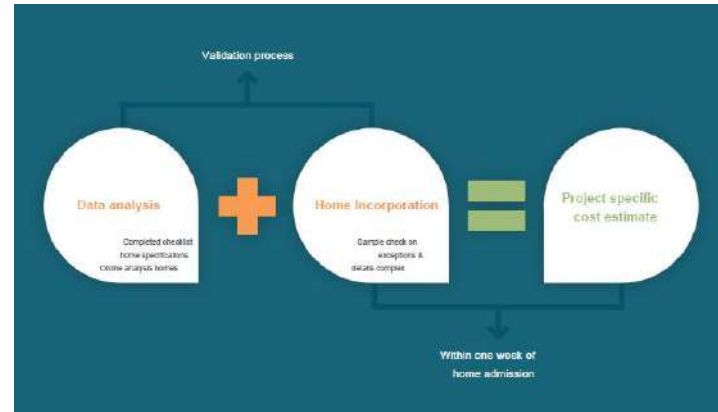 Validation process
Data analysis
Completed checklist
home specifications
Online analysis homes
Home Incorporation
Sample check on
exceptions &
details complex
Project specific
cost estimate
Within one week of
home admission